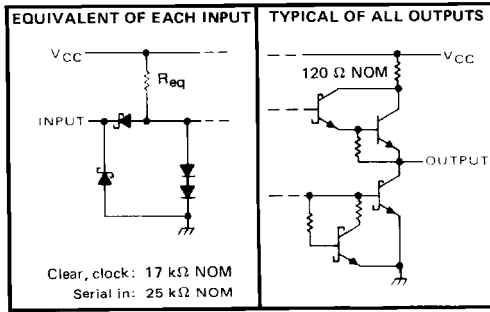 EQUIVALENT OF EACH INPUT
VCC
Req
INPUT
Clear, clock: 17 kΩ NOM
Serial in: 25 kΩ NOM
TYPICAL OF ALL OUTPUTS
120 Ω NOM
VCC
OUTPUT